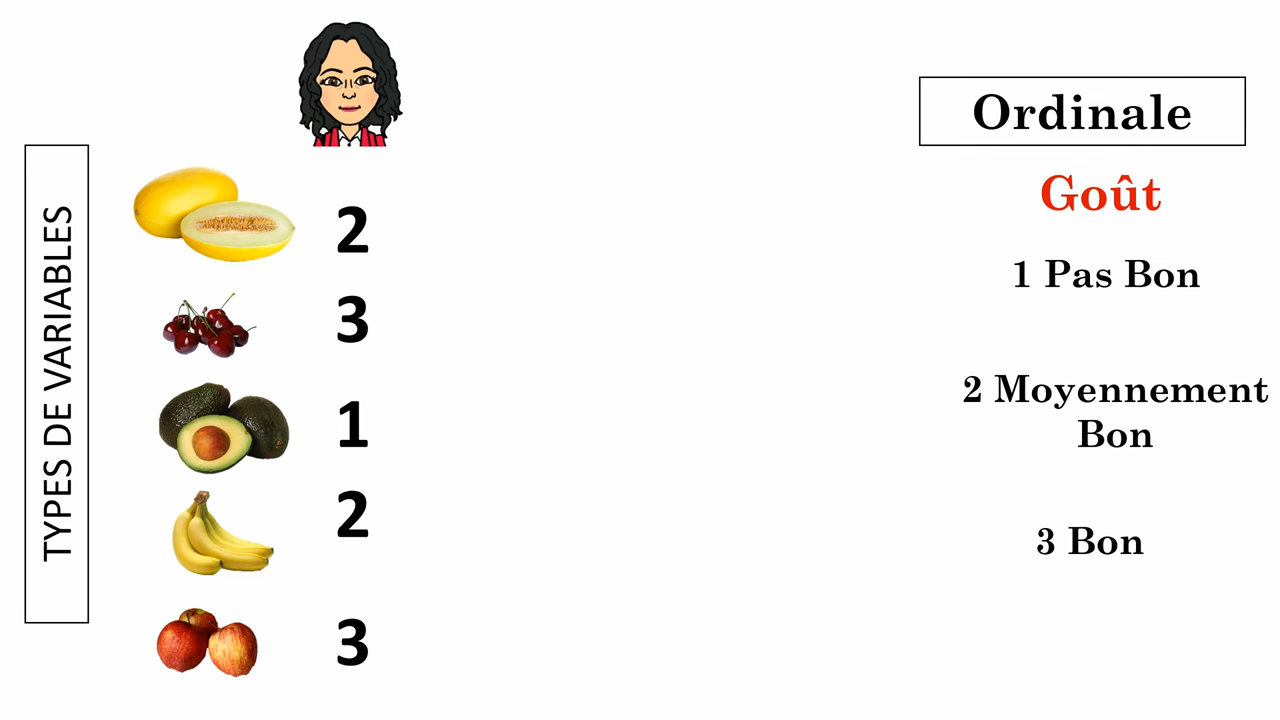 TYPES DE VARIABLES
2
3
1
2
3
Ordinale
Goût
1 Pas Bon
2 Moyennement
Bon
3 Bon